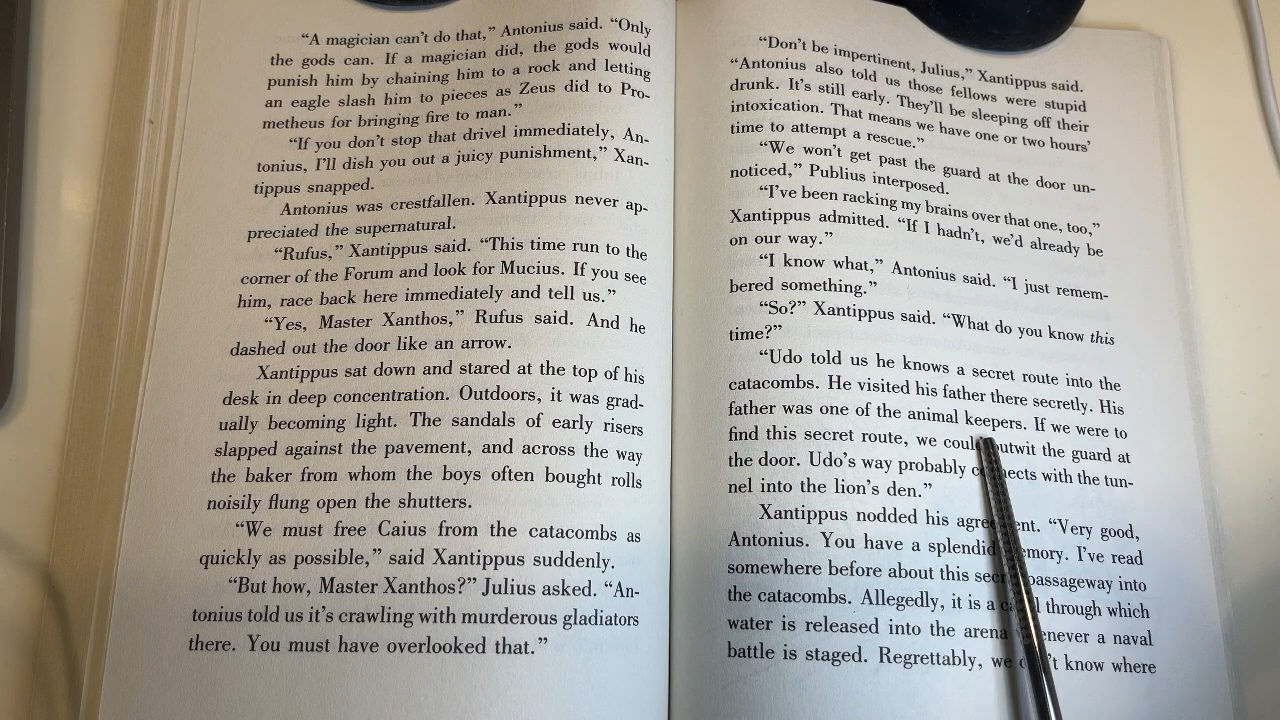 “A magician can’t do that,” Antonius said. “Only
the gods can. If a magician did, the gods would
punish him by chaining him to a rock and letting
an eagle slash him to pieces as Zeus did to Pro-
metheus for bringing fire to man.”
“If you don’t stop that drivel immediately, An-
tonius, I’ll dish you out a juicy punishment,” Xan-
tippus snapped.
Antonius was crestfallen. Xantippus never ap-
preciated the supernatural.
“Rufus,” Xantippus said. “This time run to the
corner of the Forum and look for Mucius. If you see
him, race back here immediately and tell us.”
“Yes, Master Xanthos,” Rufus said. And he
dashed out the door like an arrow.
Xantippus sat down and stared at the top of his
desk in deep concentration. Outdoors, it was grad-
ually becoming light. The sandals of early risers
slapped against the pavement, and across the way
the baker from whom the boys often bought rolls
noisily flung open the shutters.
“We must free Caius from the catacombs as
quickly as possible,” said Xantippus suddenly.
“But how, Master Xanthos?” Julius asked. “An-
tonius told us it’s crawling with murderous gladiators
there. You must have overlooked that.”
“Don’t be impertinent, Julius,” Xantippus said.
“Antonius also told us those fellows were stupid
drunk. It’s still early. They’ll be sleeping off their
intoxication. That means we have one or two hours’
time to attempt a rescue.”
“We won’t get past the guard at the door un-
noticed,” Publius interposed.
“I’ve been racking my brains over that one, too,”
Xantippus admitted. “If I hadn’t, we’d already be
on our way.”
“I know what,” Antonius said. “I just remem-
bered something.”
“So?” Xantippus said. “What do you know this
time?”
“Udo told us he knows a secret route into the
catacombs. He visited his father there secretly. His
father was one of the animal keepers. If we were to
find this secret route, we could outwit the guard at
the door. Udo’s way probably connects with the tun-
nel into the lion’s den.”
Xantippus nodded his agreement. “Very good,
Antonius. You have a splendid memory. I’ve read
somewhere before about this secret passageway into
the catacombs. Allegedly, it is a canal through which
water is released into the arena whenever a naval
battle is staged. Regrettably, we don’t know where